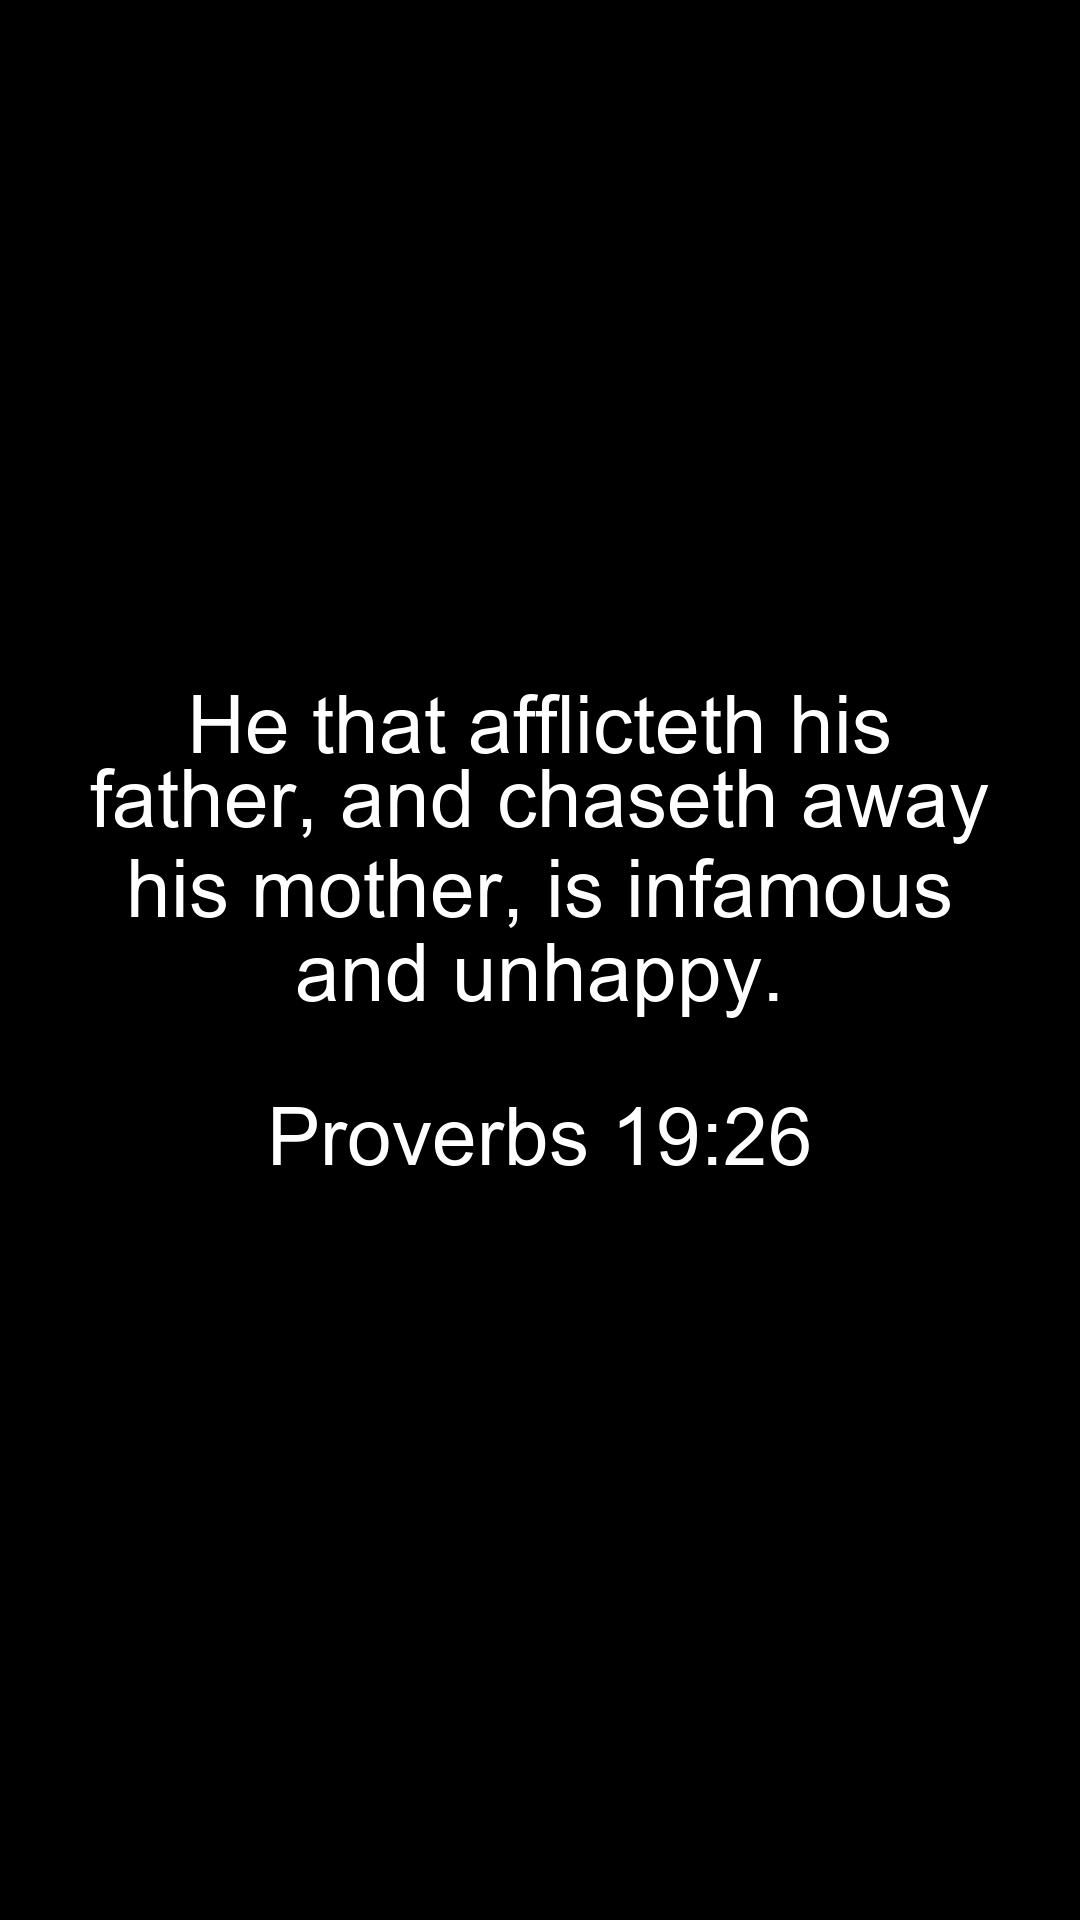 He that afflicteth his
father, and chaseth away
his mother, is infamous
and unhappy.
Proverbs 19:26